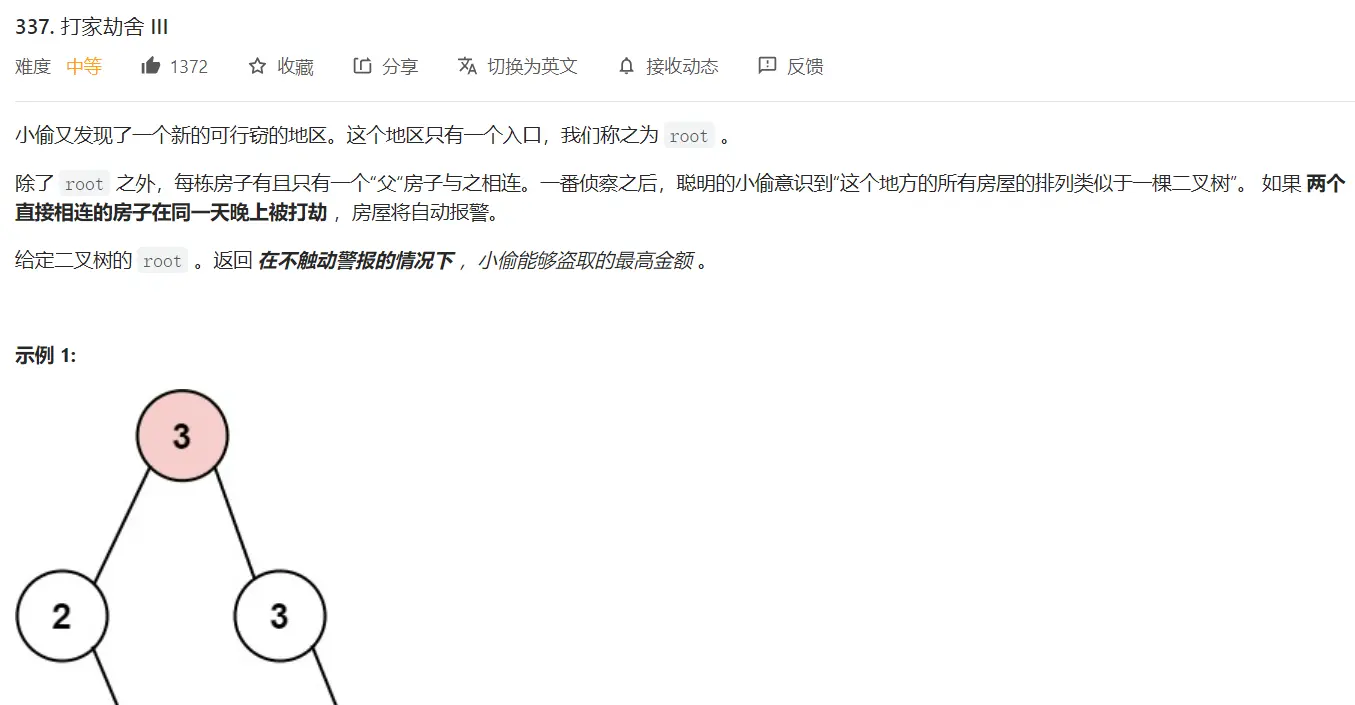 337. 打家劫舍 III
难度 中等 1372 收藏 分享 切换为英文 接收动态 反馈
小偷又发现了一个新的可行窃的地区。这个地区只有一个入口，我们称之为 root 。
除了 root 之外，每栋房子有且只有一个“父“房子与之相连。一番侦察之后，聪明的小偷意识到“这个地方的所有房屋的排列类似于一棵二叉树”。 如果 两个
直接相连的房子在同一天晚上被打劫 ，房屋将自动报警。
给定二叉树的 root 。返回 在不触动警报的情况下 ，小偷能够盗取的最高金额 。
示例 1:
3
2 3